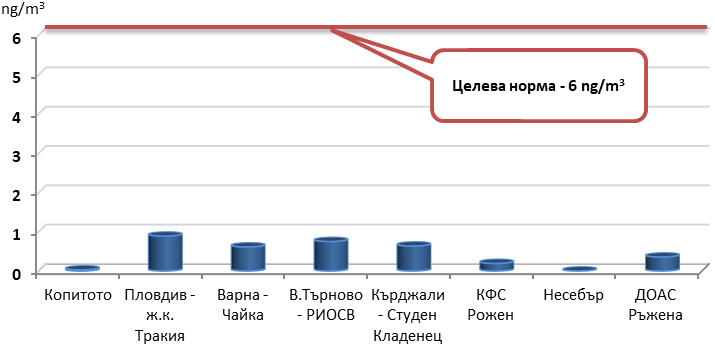 ng/m³
6
Целева норма - 6 ng/m³
5
4
3
2
1
0
Копитото
Пловдив -
ж.к.
Тракия
Варна -
Чайка
В.Търново
- РИОСВ
Кърджали
- Студен
Кладенец
КФС
Рожен
Несебър
ДОАС
Ръжена